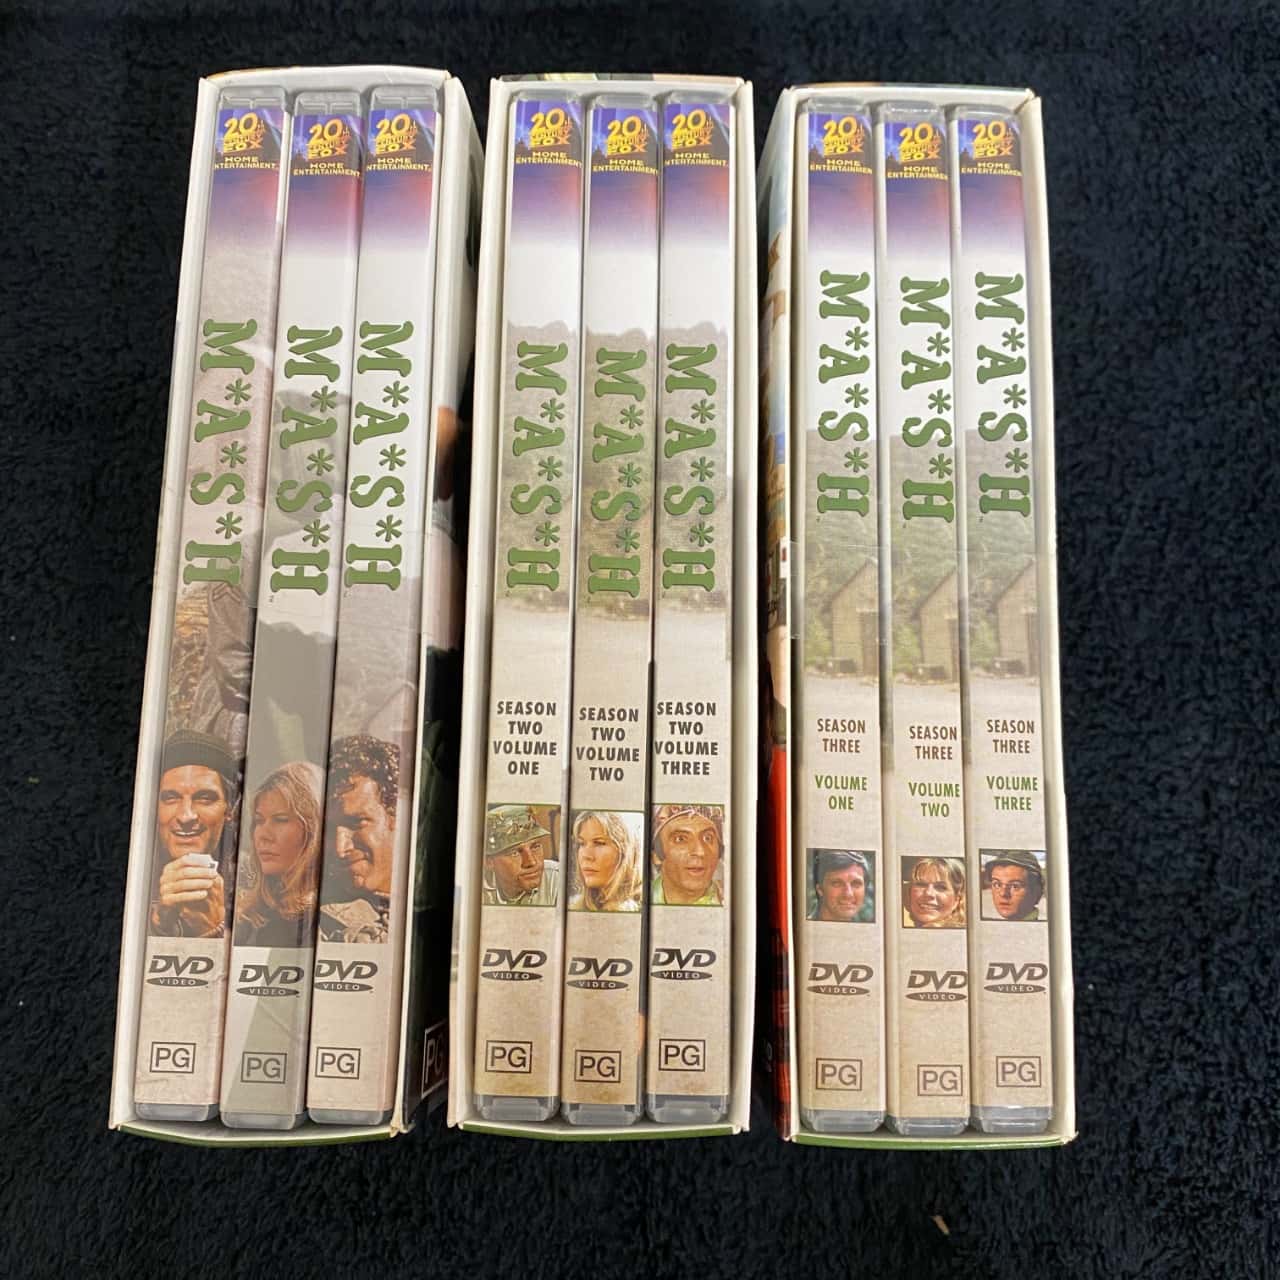 20th
CENTURY
FOX
HOME
ENTERTAINMENT
M*A*S*H
DVD
VIDEO
PG
20th
CENTURY
FOX
HOME
ENTERTAINMENT
M*A*S*H
DVD
VIDEO
PG
20th
CENTURY
FOX
HOME
ENTERTAINMENT
M*A*S*H
DVD
VIDEO
PG
PG
20th
CENTURY
FOX
HOME
ENTERTAINMENT
M*A*S*H
SEASON
TWO
VOLUME
ONE
DVD
VIDEO
PG
20th
CENTURY
FOX
HOME
ENTERTAINMENT
M*A*S*H
SEASON
TWO
VOLUME
TWO
DVD
VIDEO
PG
20th
CENTURY
FOX
HOME
ENTERTAINMENT
M*A*S*H
SEASON
TWO
VOLUME
THREE
DVD
VIDEO
PG
20th
CENTURY
FOX
HOME
ENTERTAINMENT
M*A*S*H™
SEASON
THREE
VOLUME
ONE
DVD
VIDEO
PG
20th
CENTURY
FOX
HOME
ENTERTAINMENT
M*A*S*H™
SEASON
THREE
VOLUME
TWO
DVD
VIDEO
PG
20th
CENTURY
FOX
HOME
ENTERTAINMENT
M*A*S*H™
SEASON
THREE
VOLUME
THREE
DVD
VIDEO
PG